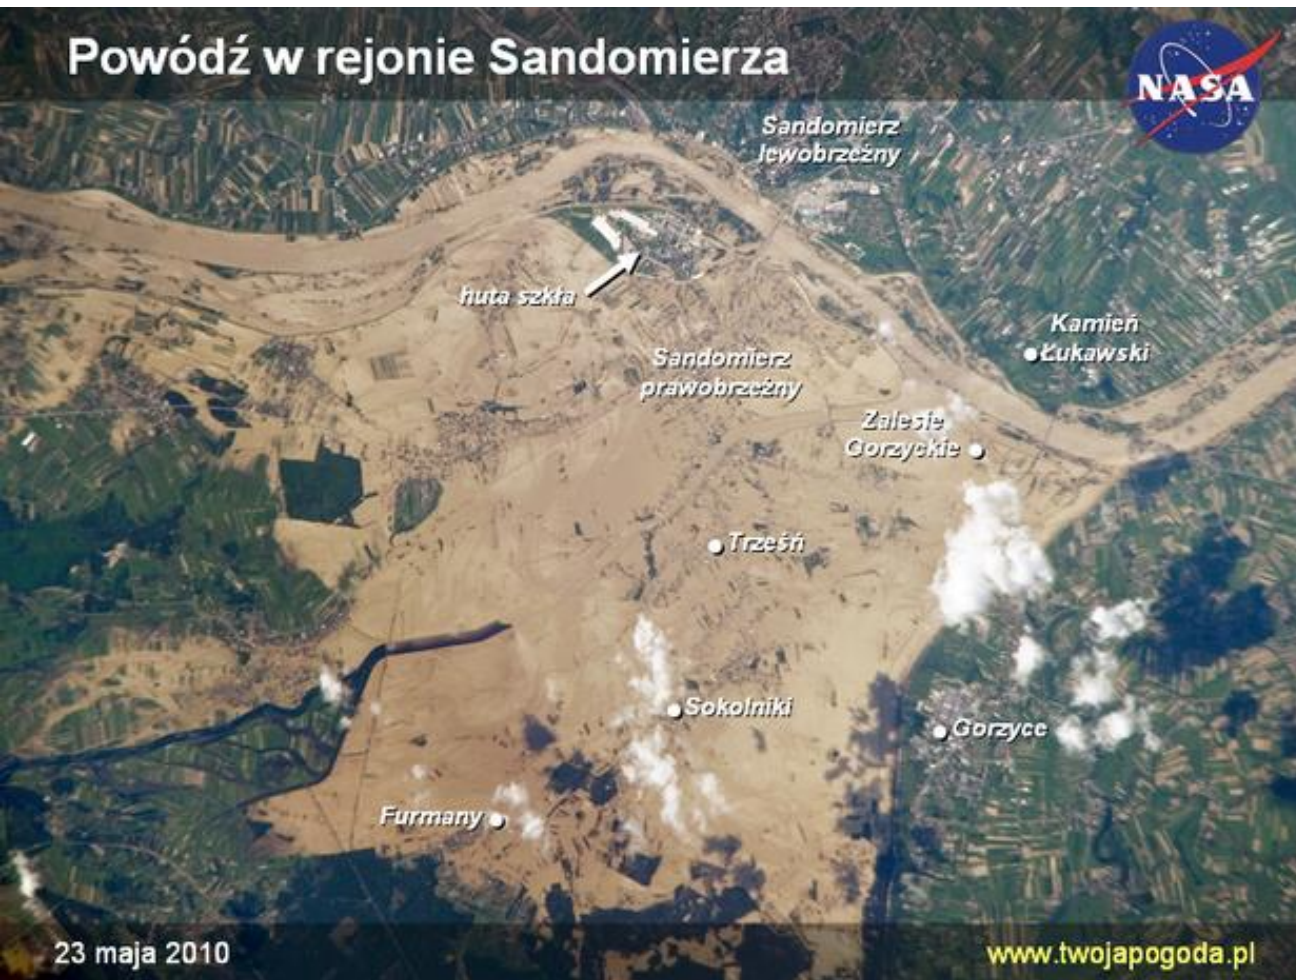 Powódź w rejonie Sandomierza
NASA
Sandomierz
lewobrzeżny
huta szkła
Kamień
Łukawski
Sandomierz
prawobrzeżny
Zalesie
Gorzyckie
Trześń
Sokolniki
Gorzyce
Furmany
23 maja 2010
www.twojapogoda.pl